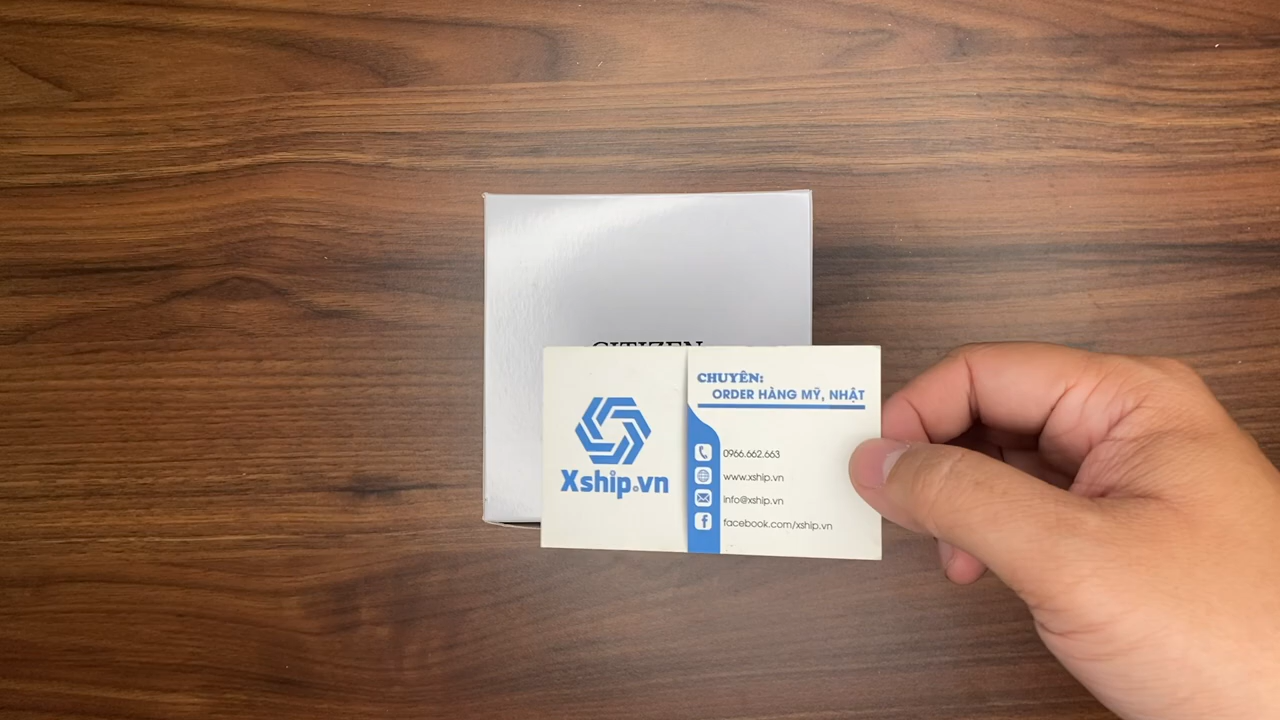 CITIZEN
Xship.vn
CHUYÊN:
ORDER HÀNG MỸ, NHẬT
0966.662.663
www.xship.vn
info@xship.vn
facebook.com/xship.vn